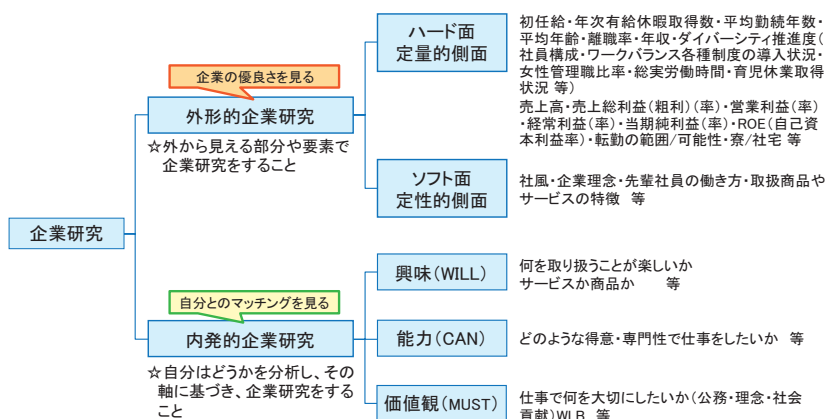 企業研究
企業の優良さを見る
外形的企業研究
☆外から見える部分や要素で
企業研究をすること
ハード面
定量的側面
初任給・年次有給休暇取得数・平均勤続年数・
平均年齢・離職率・年収・ダイバーシティ推進度(
社員構成・ワークバランス各種制度の導入状況・
女性管理職比率・総実労働時間・育児休業取得
状況 等)
売上高・売上総利益(粗利)(率)・営業利益(率)
・経常利益(率)・当期純利益(率)・ROE(自己資
本利益率)・転勤の範囲/可能性・寮/社宅 等
ソフト面
定性的側面
社風・企業理念・先輩社員の働き方・取扱商品や
サービスの特徴 等
自分とのマッチングを見る
内発的企業研究
☆自分はどうかを分析し、その
軸に基づき、企業研究をする
こと
興味(WILL)
何を取り扱うことが楽しいか
サービスか商品か 等
能力(CAN)
どのような得意・専門性で仕事をしたいか 等
価値観(MUST)
仕事で何を大切にしたいか(公務・理念・社会
貢献)WLB 等